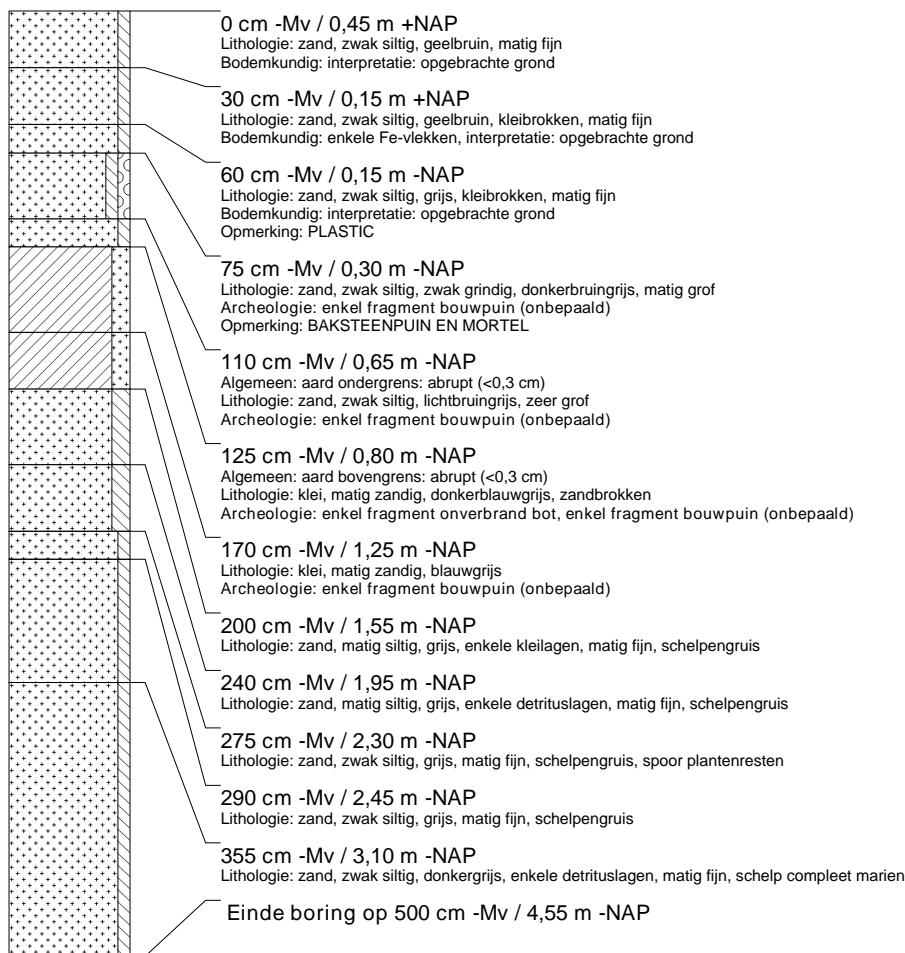 0 cm -Mv / 0,45 m +NAP
Lithologie: zand, zwak siltig, geelbruin, matig fijn
Bodemkundig: interpretatie: opgebrachte grond
30 cm -Mv / 0,15 m +NAP
Lithologie: zand, zwak siltig, geelbruin, kleibrokken, matig fijn
Bodemkundig: enkele Fe-vlekken, interpretatie: opgebrachte grond
60 cm -Mv / 0,15 m -NAP
Lithologie: zand, zwak siltig, grijs, kleibrokken, matig fijn
Bodemkundig: interpretatie: opgebrachte grond
Opmerking: PLASTIC
75 cm -Mv / 0,30 m -NAP
Lithologie: zand, zwak siltig, zwak grindig, donkerbruingrijs, matig grof
Archeologie: enkel fragment bouwpuin (onbepaald)
Opmerking: BAKSTEENPUIN EN MORTEL
110 cm -Mv / 0,65 m -NAP
Algemeen: aard ondergrens: abrupt (<0,3 cm)
Lithologie: zand, zwak siltig, lichtbruingrijs, zeer grof
Archeologie: enkel fragment bouwpuin (onbepaald)
125 cm -Mv / 0,80 m -NAP
Algemeen: aard bovengrens: abrupt (<0,3 cm)
Lithologie: klei, matig zandig, donkerblauwgrijs, zandbrokken
Archeologie: enkel fragment onverbrand bot, enkel fragment bouwpuin (onbepaald)
170 cm -Mv / 1,25 m -NAP
Lithologie: klei, matig zandig, blauwgrijs
Archeologie: enkel fragment bouwpuin (onbepaald)
200 cm -Mv / 1,55 m -NAP
Lithologie: zand, matig siltig, grijs, enkele kleilagen, matig fijn, schelpengruis
240 cm -Mv / 1,95 m -NAP
Lithologie: zand, matig siltig, grijs, enkele detrituslagen, matig fijn, schelpengruis
275 cm -Mv / 2,30 m -NAP
Lithologie: zand, zwak siltig, grijs, matig fijn, schelpengruis, spoor plantenresten
290 cm -Mv / 2,45 m -NAP
Lithologie: zand, zwak siltig, grijs, matig fijn, schelpengruis
355 cm -Mv / 3,10 m -NAP
Lithologie: zand, zwak siltig, donkergrijs, enkele detrituslagen, matig fijn, schelp compleet marien
Einde boring op 500 cm -Mv / 4,55 m -NAP